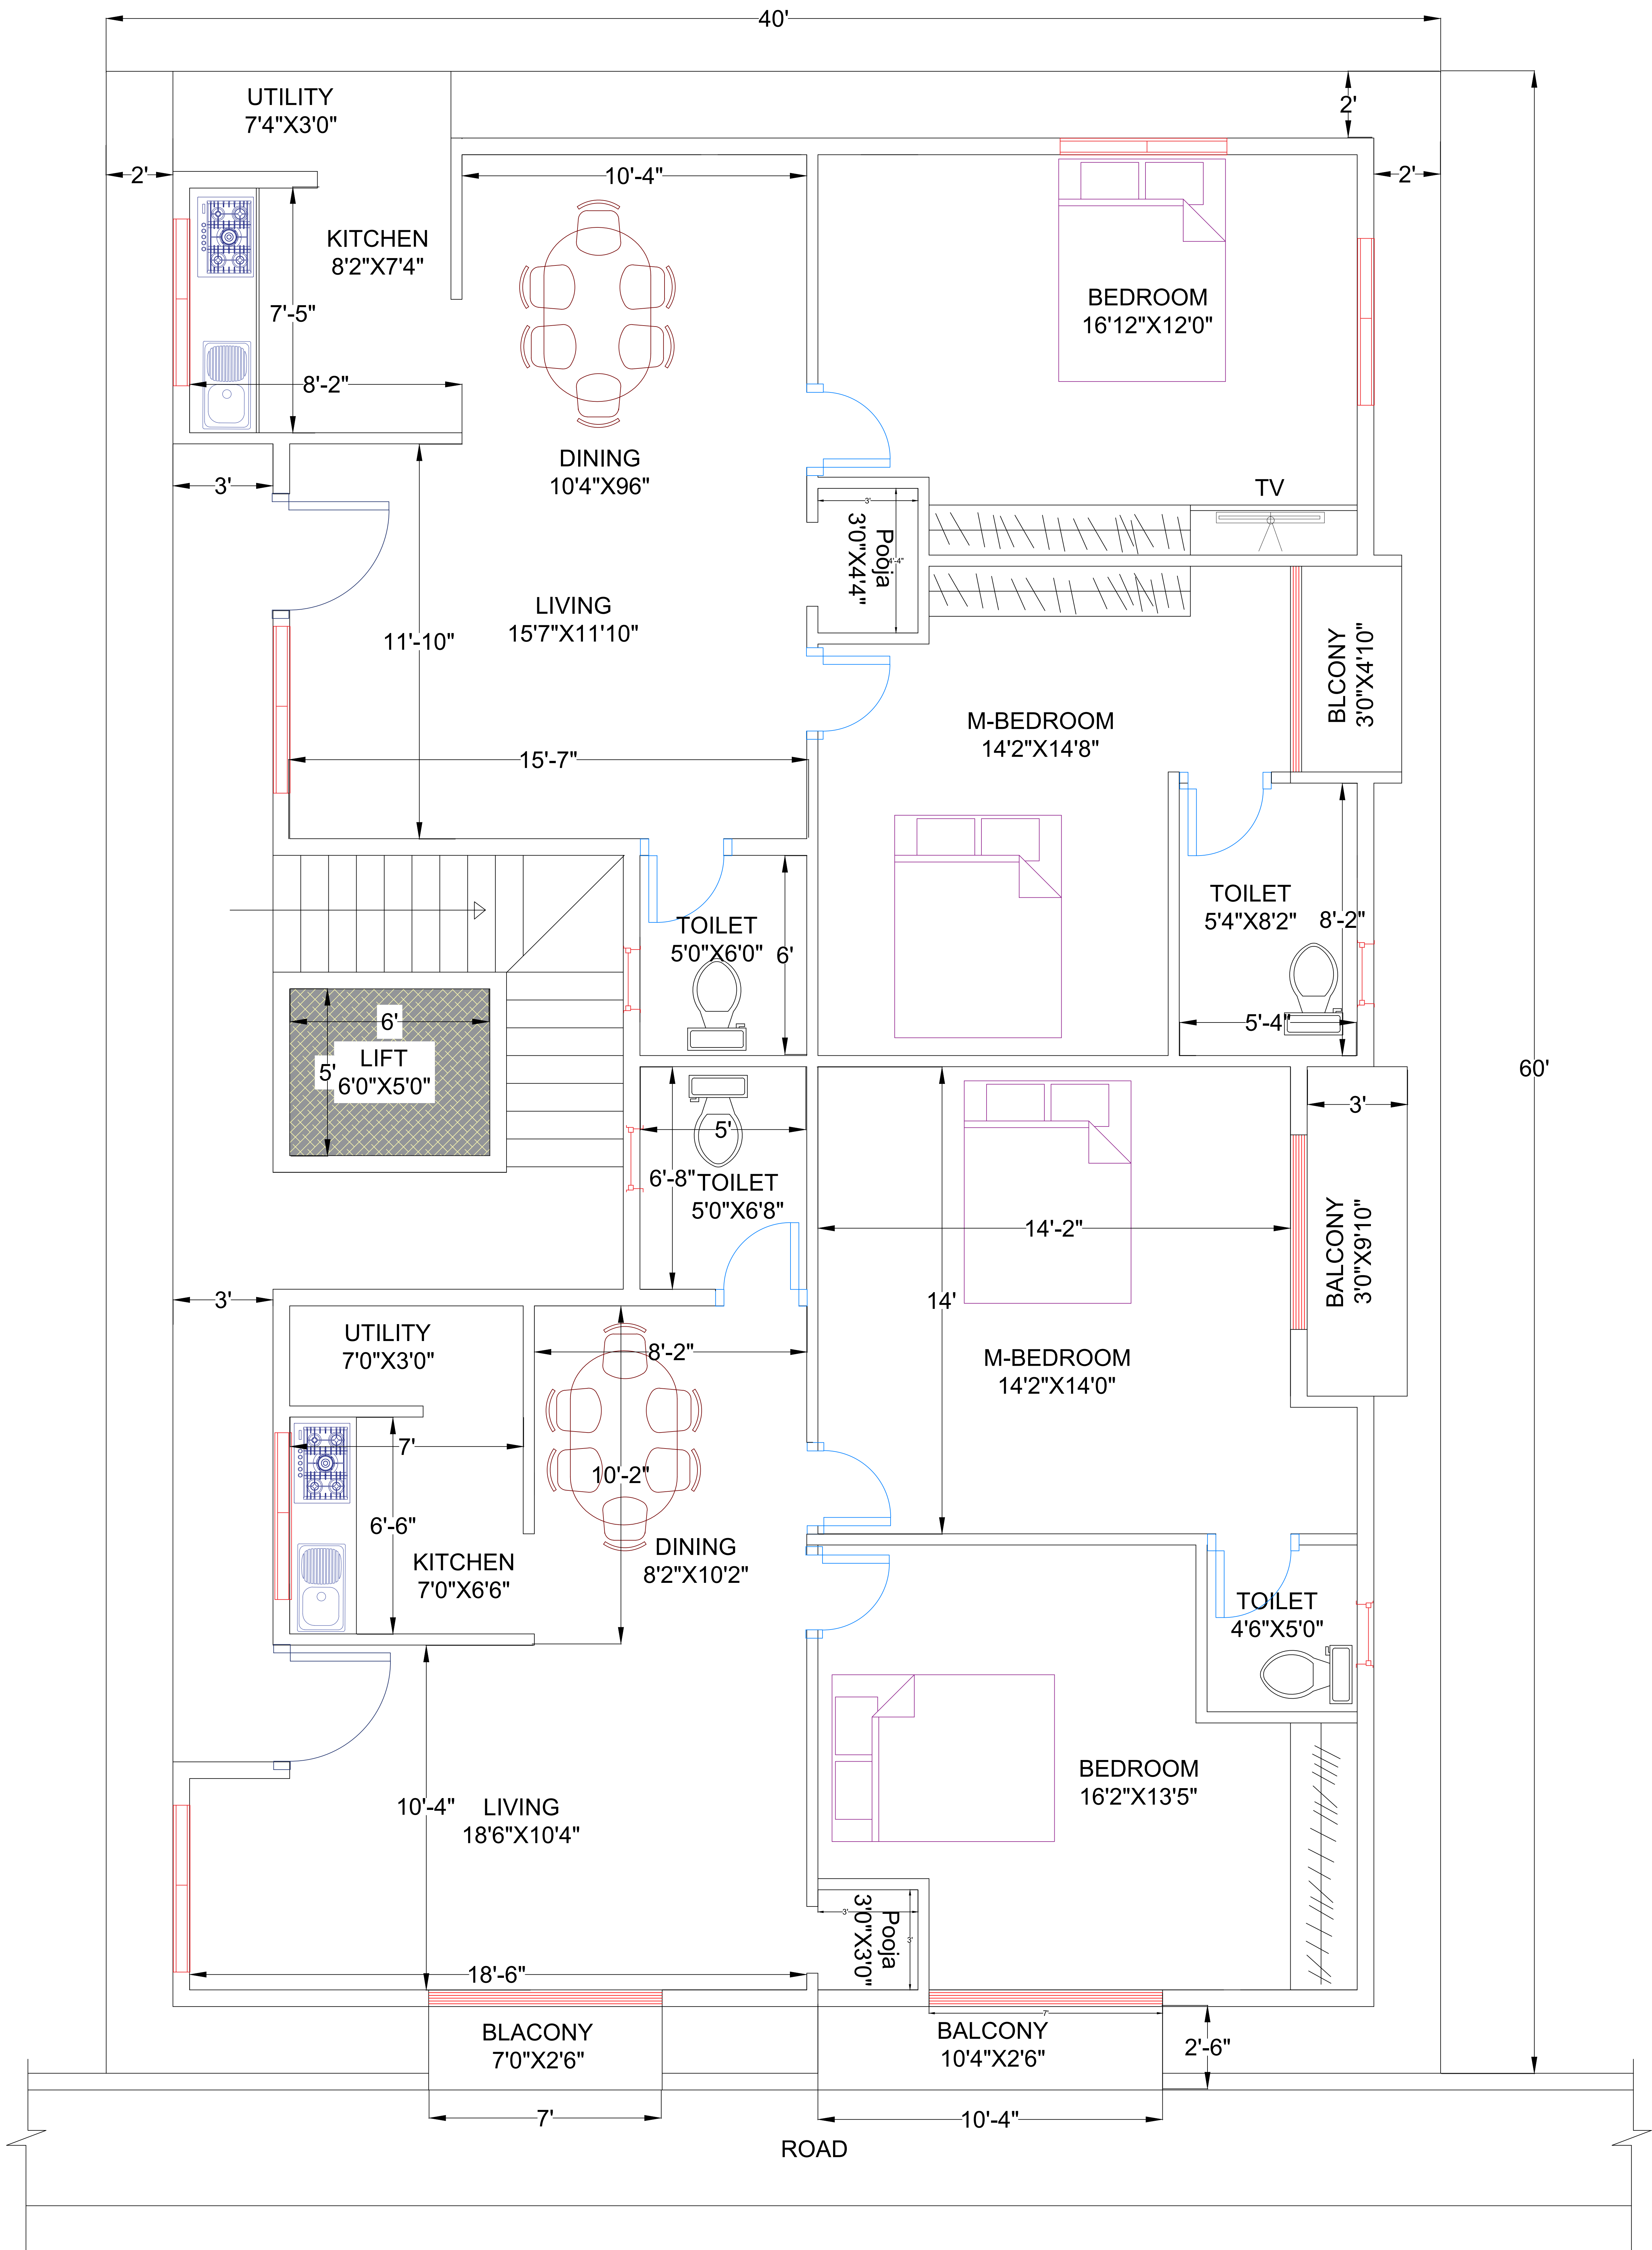 40'
UTILITY
7'4"X3'0"
2'
2'
2'
10'-4"
KITCHEN
8'2"X7'4"
7'-5"
8'-2"
BEDROOM
16'12"X12'0"
DINING
10'4"X96"
3'
TV
3'
Pooja
3'0"X4'4"
4'-4"
LIVING
15'7"X11'10"
11'-10"
BLCONY
3'0"X4'10"
M-BEDROOM
14'2"X14'8"
15'-7"
TOILET
5'0"X6'0"
6'
TOILET
5'4"X8'2"
8'-2"
5'-4"
6'
LIFT
6'0"X5'0"
5'
60'
3'
5'
6'-8"
TOILET
5'0"X6'8"
14'-2"
BALCONY
3'0"X9'10"
3'
14'
UTILITY
7'0"X3'0"
8'-2"
M-BEDROOM
14'2"X14'0"
7'
10'-2"
6'-6"
KITCHEN
7'0"X6'6"
DINING
8'2"X10'2"
TOILET
4'6"X5'0"
BEDROOM
16'2"X13'5"
10'-4"
LIVING
18'6"X10'4"
3'
Pooja
3'0"X3'0"
3'
18'-6"
7'
BLACONY
7'0"X2'6"
BALCONY
10'4"X2'6"
2'-6"
7'
10'-4"
ROAD